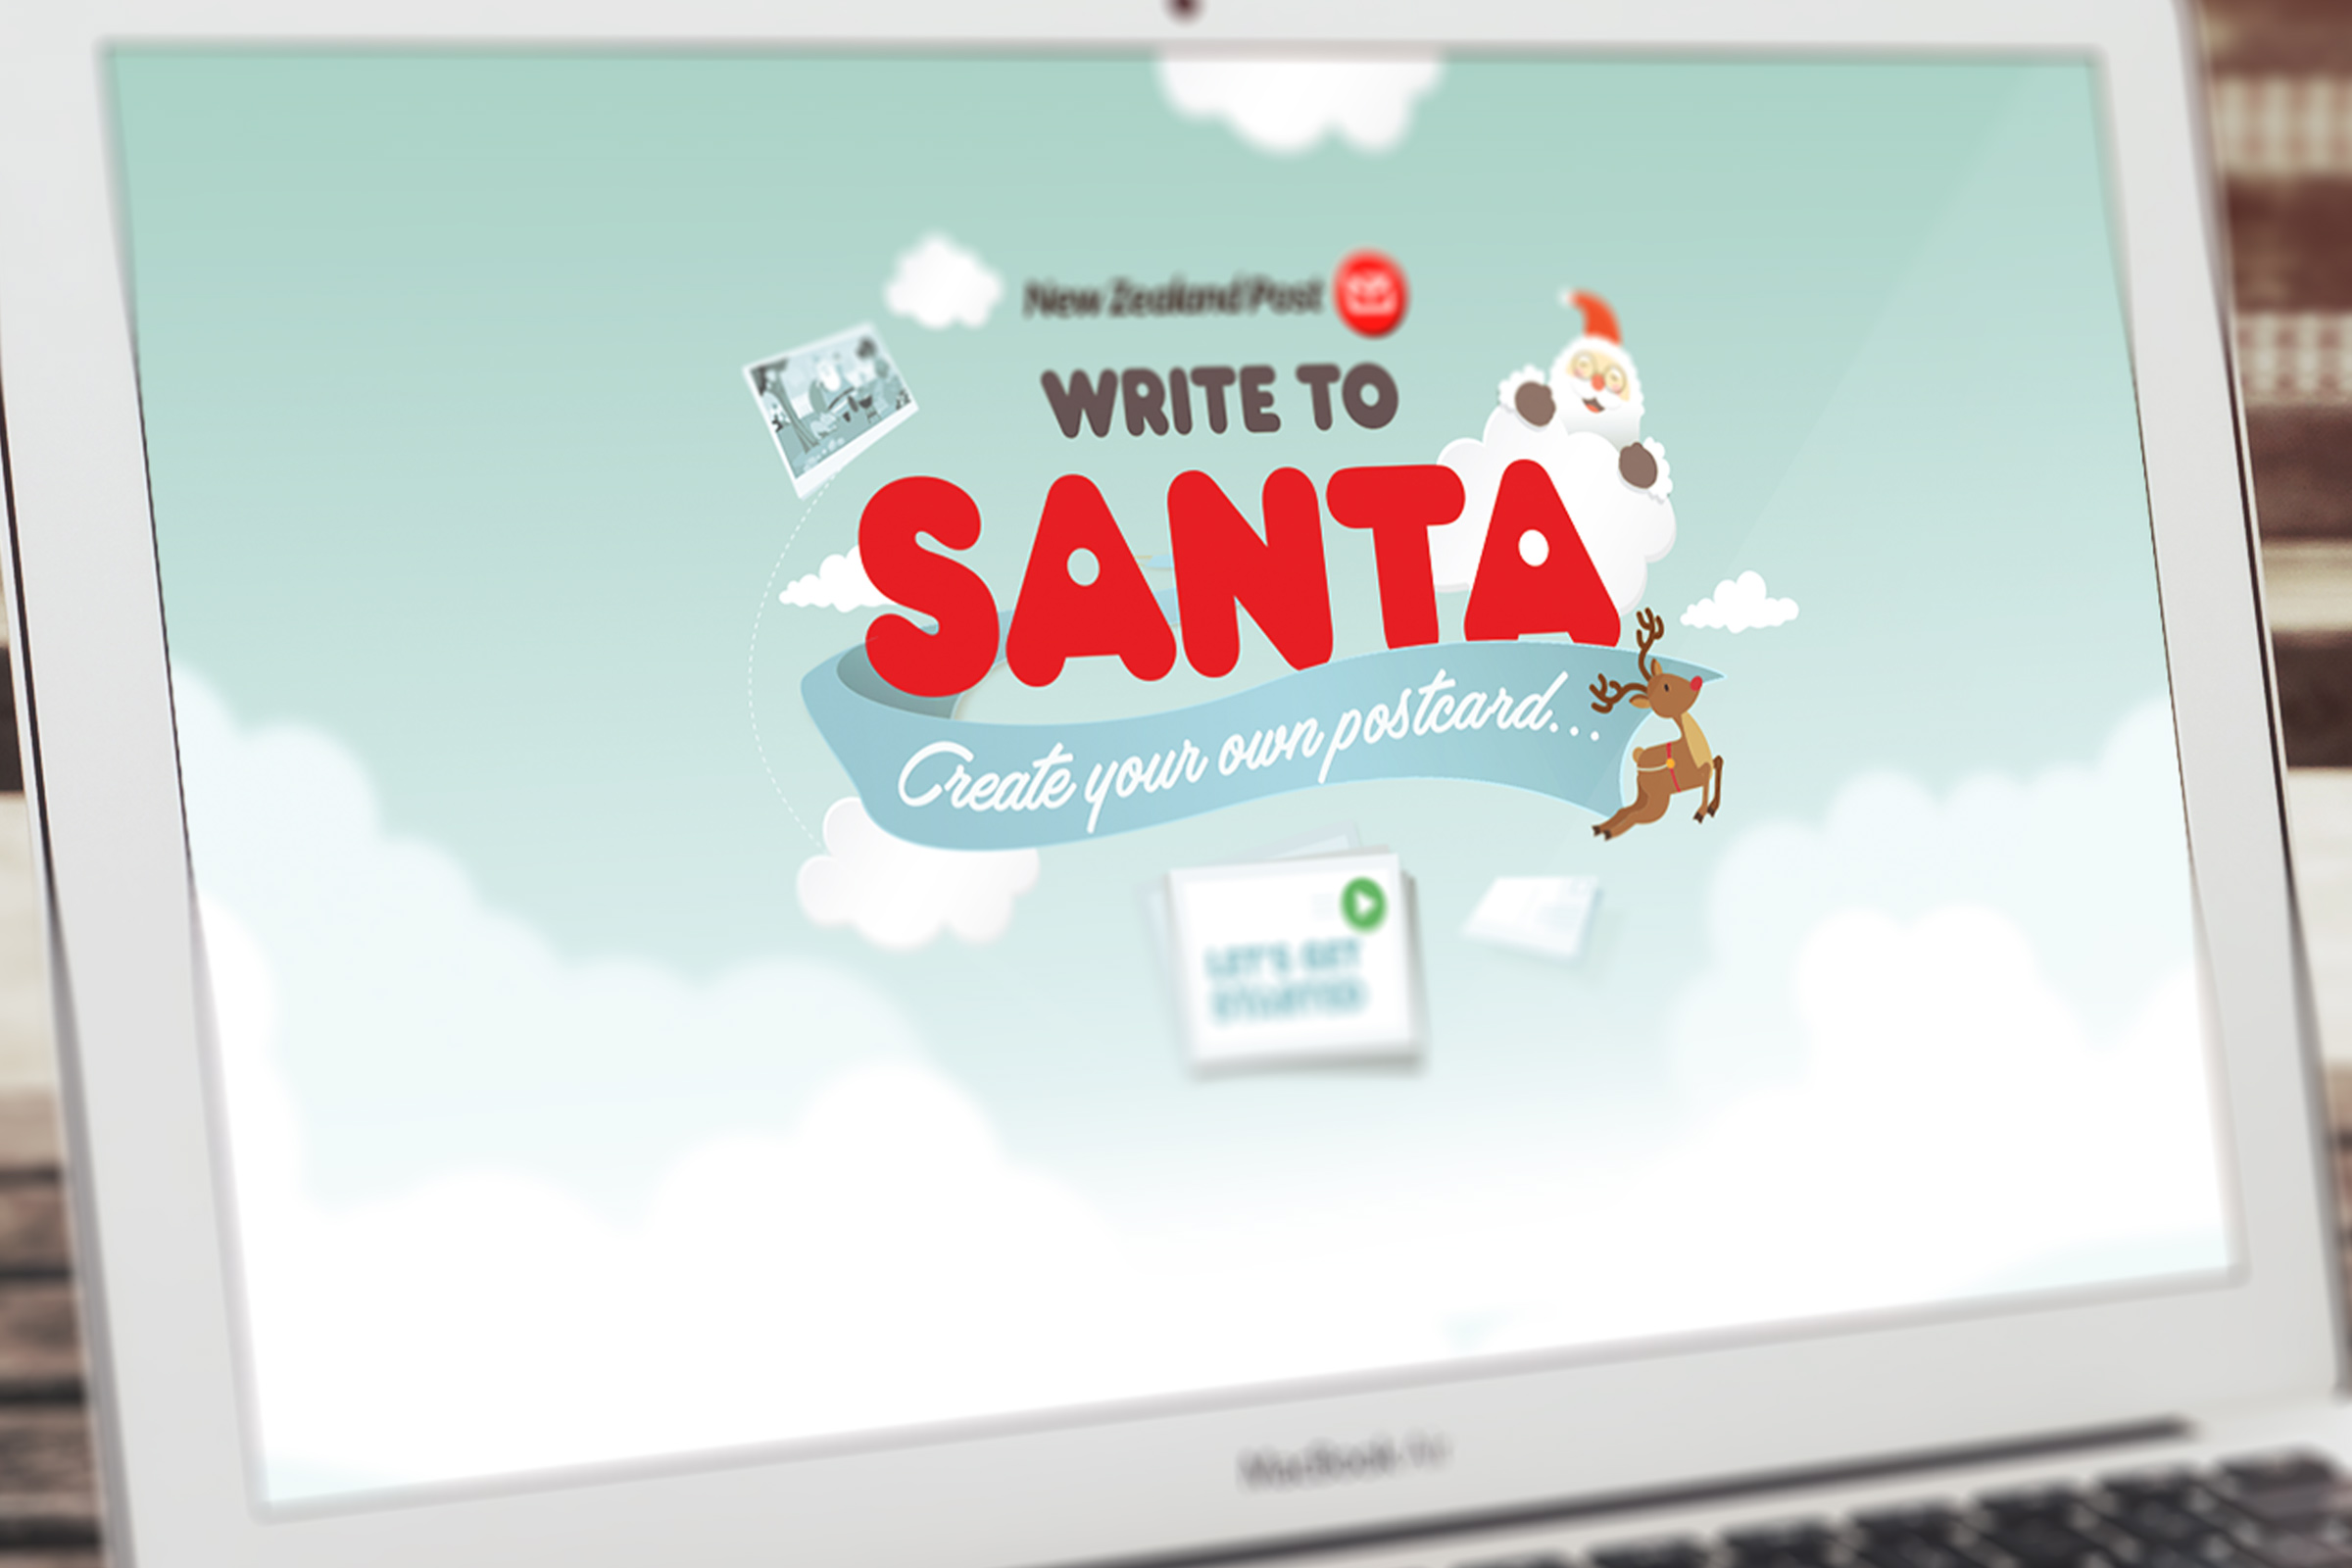 New Zealand Post
WRITE TO
SANTA
Create your own postcard...
LET'S GET
STARTED
MacBook Air